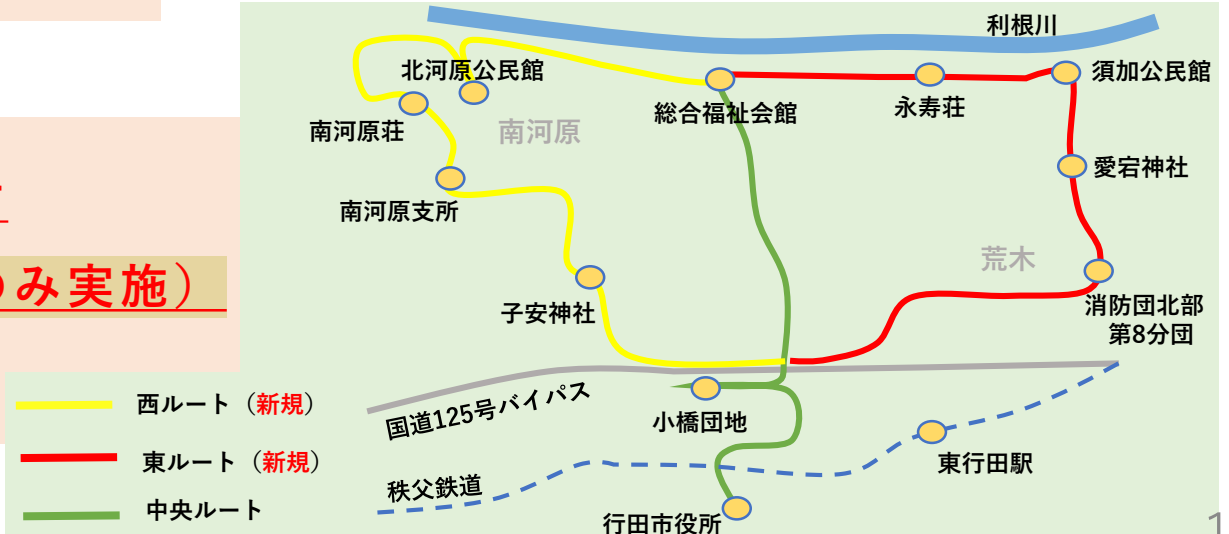 利根川
北河原公民館
須加公民館
総合福祉会館
永寿荘
南河原荘
南河原
愛宕神社
南河原支所
荒木
のみ実施）
子安神社
消防団北部
第8分団
西ルート（新規）
国道125号バイパス
小橋団地
東ルート（新規）
東行田駅
秩父鉄道
中央ルート
行田市役所